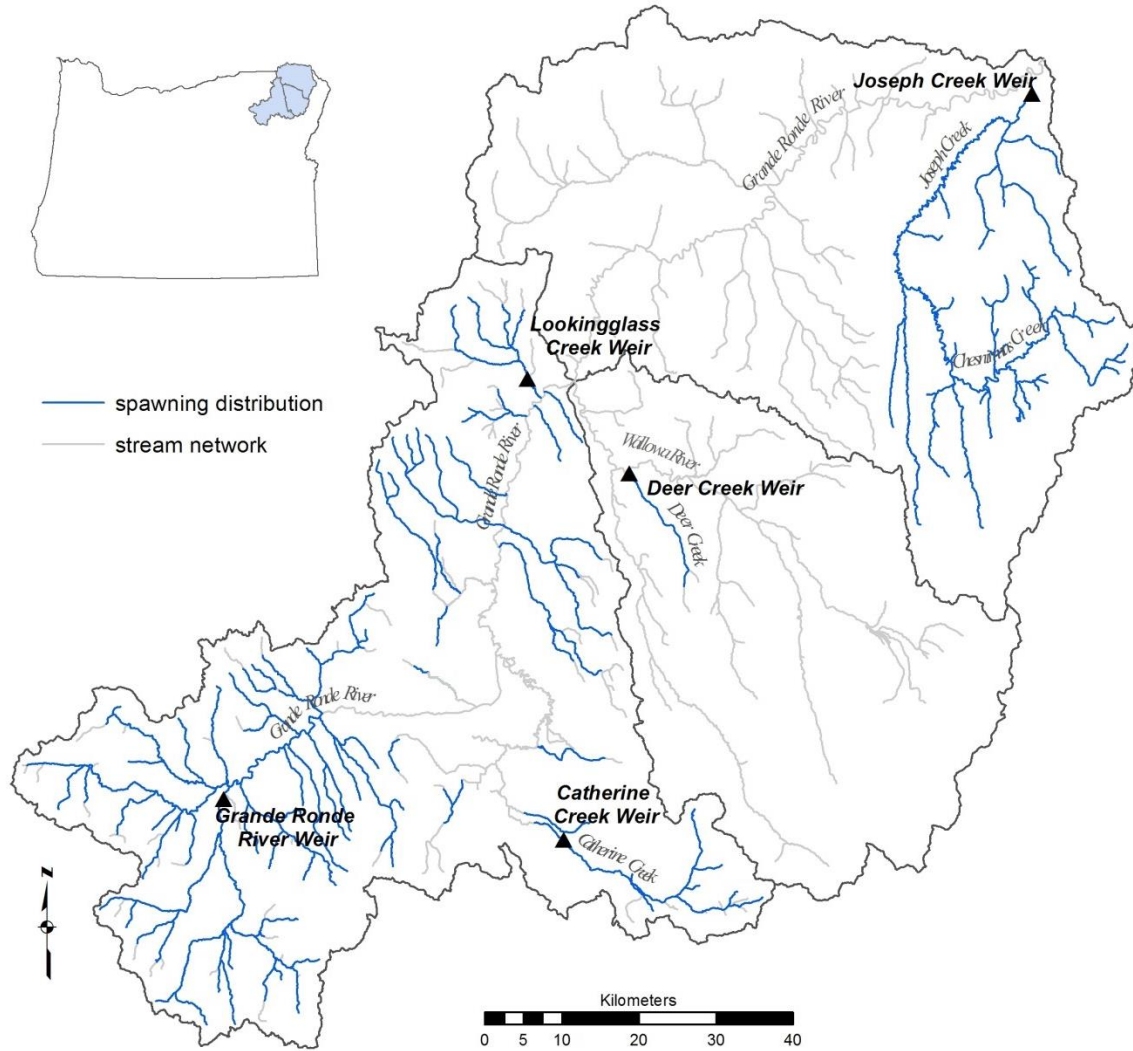 Joseph Creek Weir
Grande Ronde River
Joseph Creek
Lookingglass
Creek Weir
Chesnimnus Creek
spawning distribution
stream network
Grande Ronde River
Wallowa River
Deer Creek Weir
Deer Creek
Grande Ronde River
Catherine
Creek Weir
Grande Ronde
River Weir
Catherine Creek
N
Kilometers
0 5 10 20 30 40